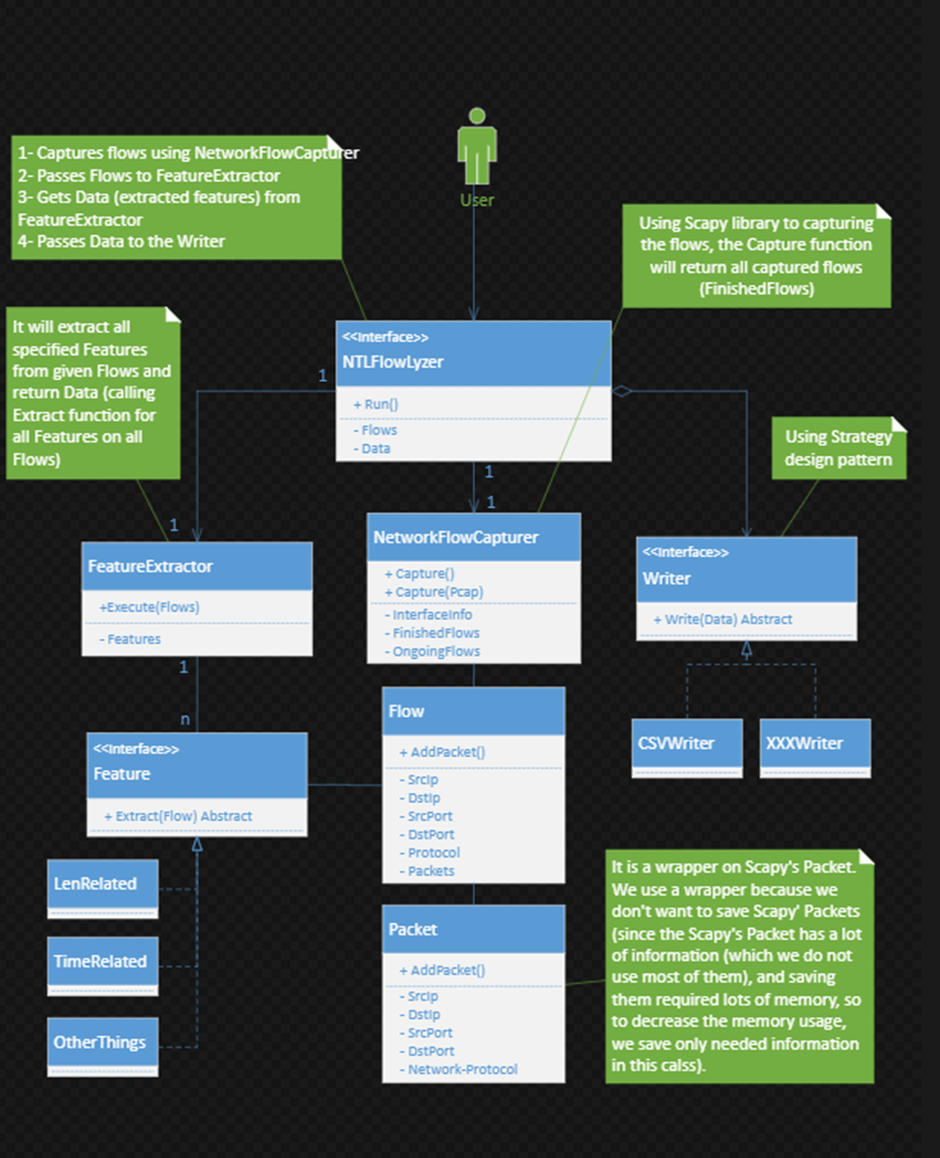 1- Captures flows using NetworkFlowCapturer
2- Passes Flows to FeatureExtractor
3- Gets Data (extracted features) from
FeatureExtractor
4- Passes Data to the Writer
User
Using Scapy library to capturing
the flows, the Capture function
will return all captured flows
(FinishedFlows)
It will extract all
specified Features
from given Flows and
return Data (calling
Extract function for
all Features on all
Flows)
<<Interface>>
NTLFlowLyzer
+ Run()
- Flows
- Data
1
1
1
1
Using Strategy
design pattern
FeatureExtractor
+Execute(Flows)
- Features
NetworkFlowCapturer
+ Capture()
+ Capture(Pcap)
- InterfaceInfo
- FinishedFlows
- OngoingFlows
<<Interface>>
Writer
+ Write(Data) Abstract
1
n
<<Interface>>
Feature
+ Extract(Flow) Abstract
Flow
+ AddPacket()
- SrcIp
- DstIp
- SrcPort
- DstPort
- Protocol
- Packets
CSVWriter
XXXWriter
LenRelated
TimeRelated
OtherThings
Packet
+ AddPacket()
- SrcIp
- DstIp
- SrcPort
- DstPort
- Network-Protocol
It is a wrapper on Scapy's Packet.
We use a wrapper because we
don't want to save Scapy' Packets
(since the Scapy's Packet has a lot
of information (which we do not
use most of them), and saving
them required lots of memory, so
to decrease the memory usage,
we save only needed information
in this calss).